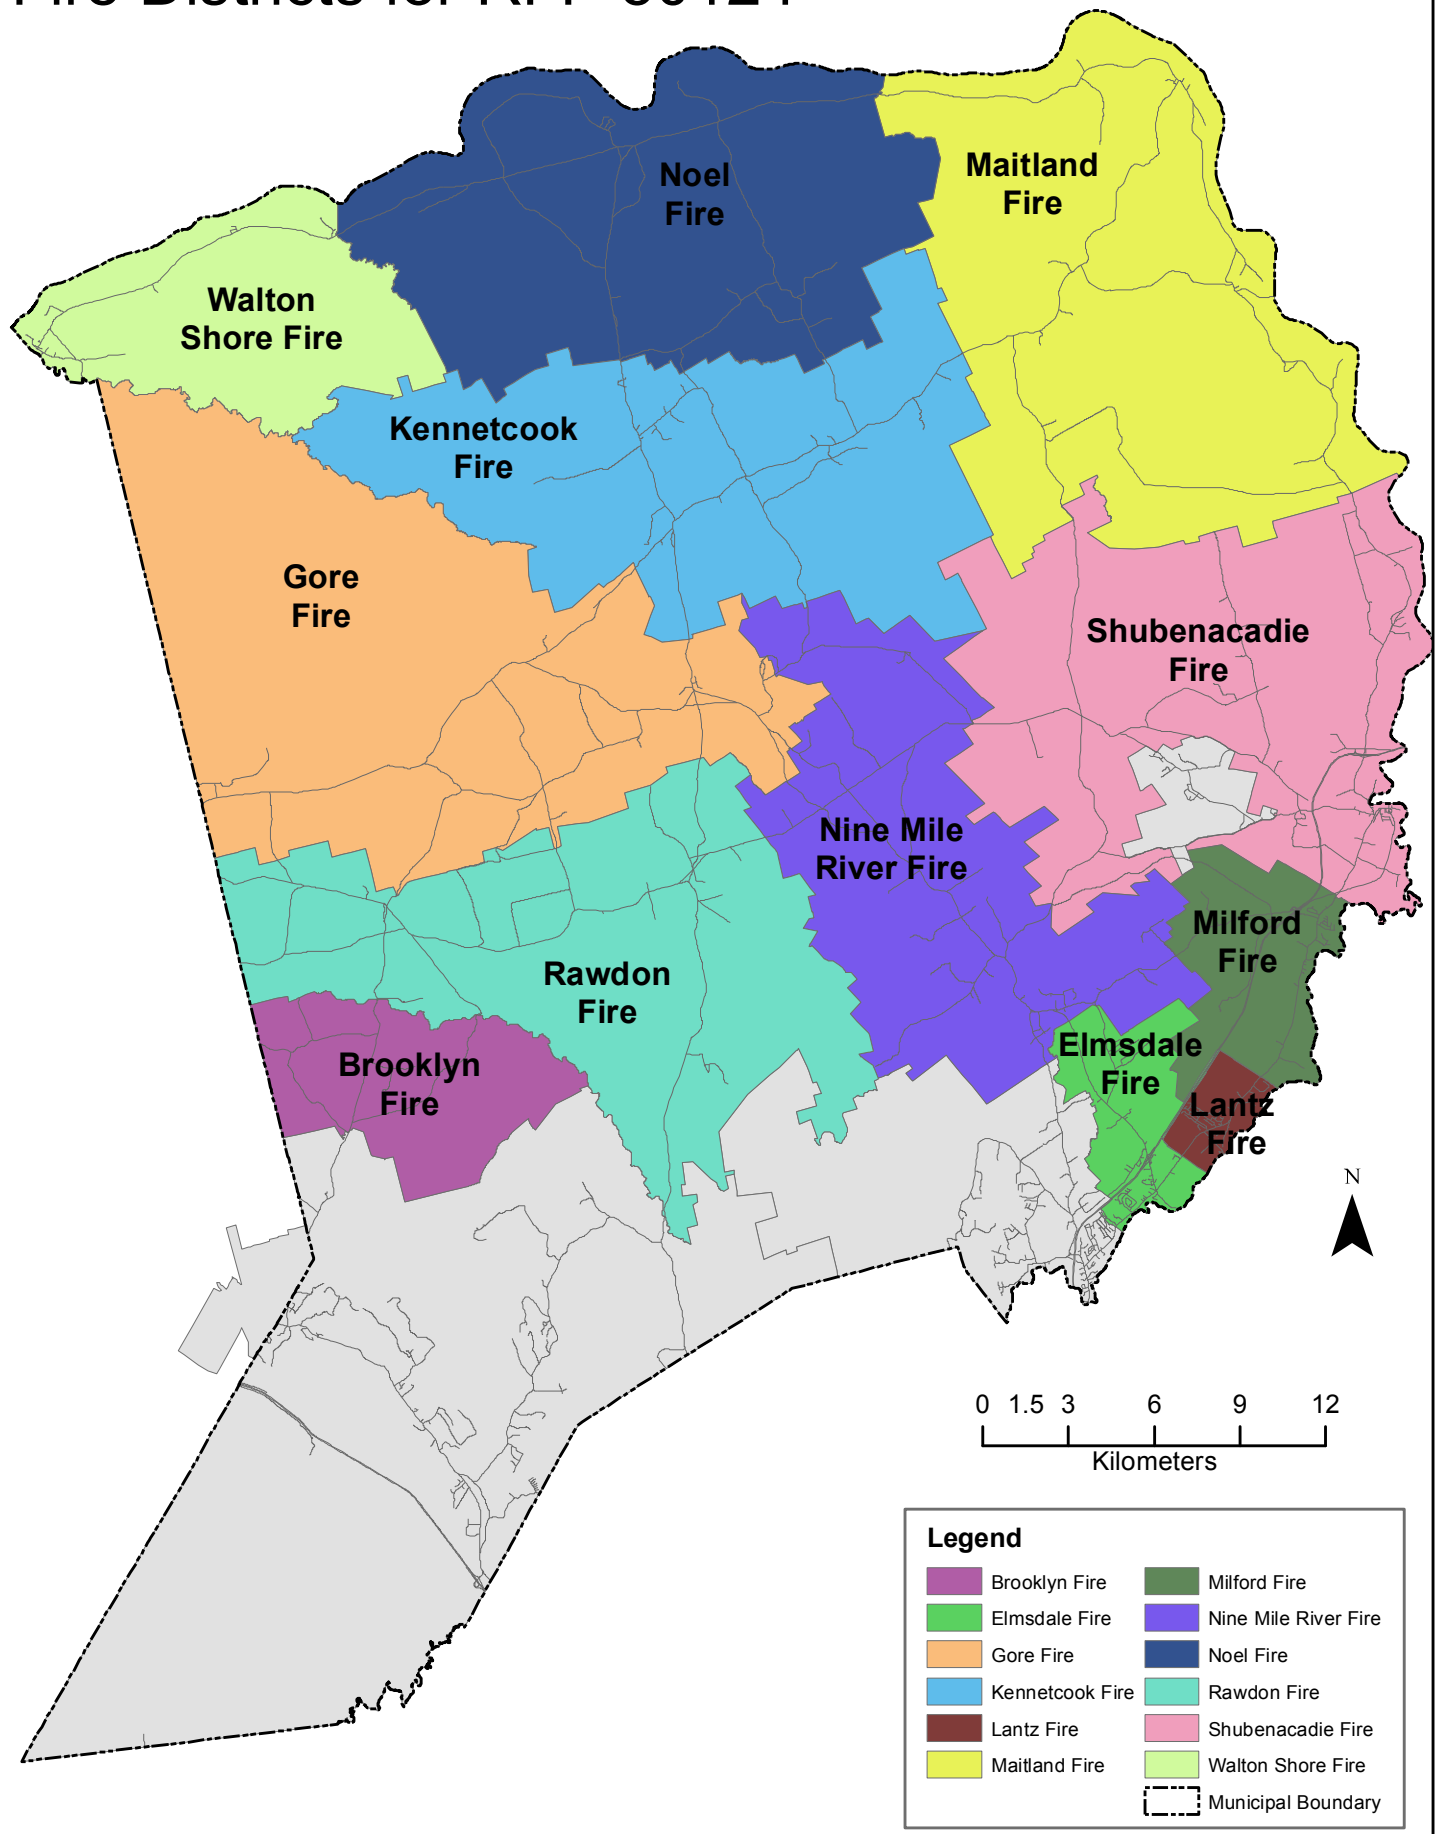 Noel
Fire
Maitland
Fire
Walton
Shore Fire
Kennetcook
Fire
Gore
Fire
Shubenacadie
Fire
Nine Mile
River Fire
Milford
Fire
Rawdon
Fire
Elmsdale
Fire
Brooklyn
Fire
Lantz
Fire
N
0 1.5 3 6 9 12
Kilometers
Legend
Brooklyn Fire
Elmsdale Fire
Gore Fire
Kennetcook Fire
Lantz Fire
Maitland Fire
Milford Fire
Nine Mile River Fire
Noel Fire
Rawdon Fire
Shubenacadie Fire
Walton Shore Fire
Municipal Boundary